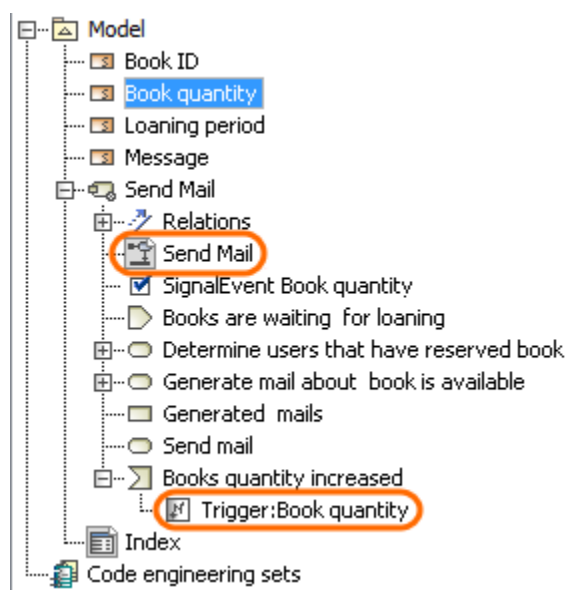 Model
Book ID
Book quantity
Loaning period
Message
Send Mail
Relations
Send Mail
SignalEvent Book quantity
Books are waiting for loaning
Determine users that have reserved book
Generate mail about book is available
Generated mails
Send mail
Books quantity increased
Trigger:Book quantity
Index
Code engineering sets